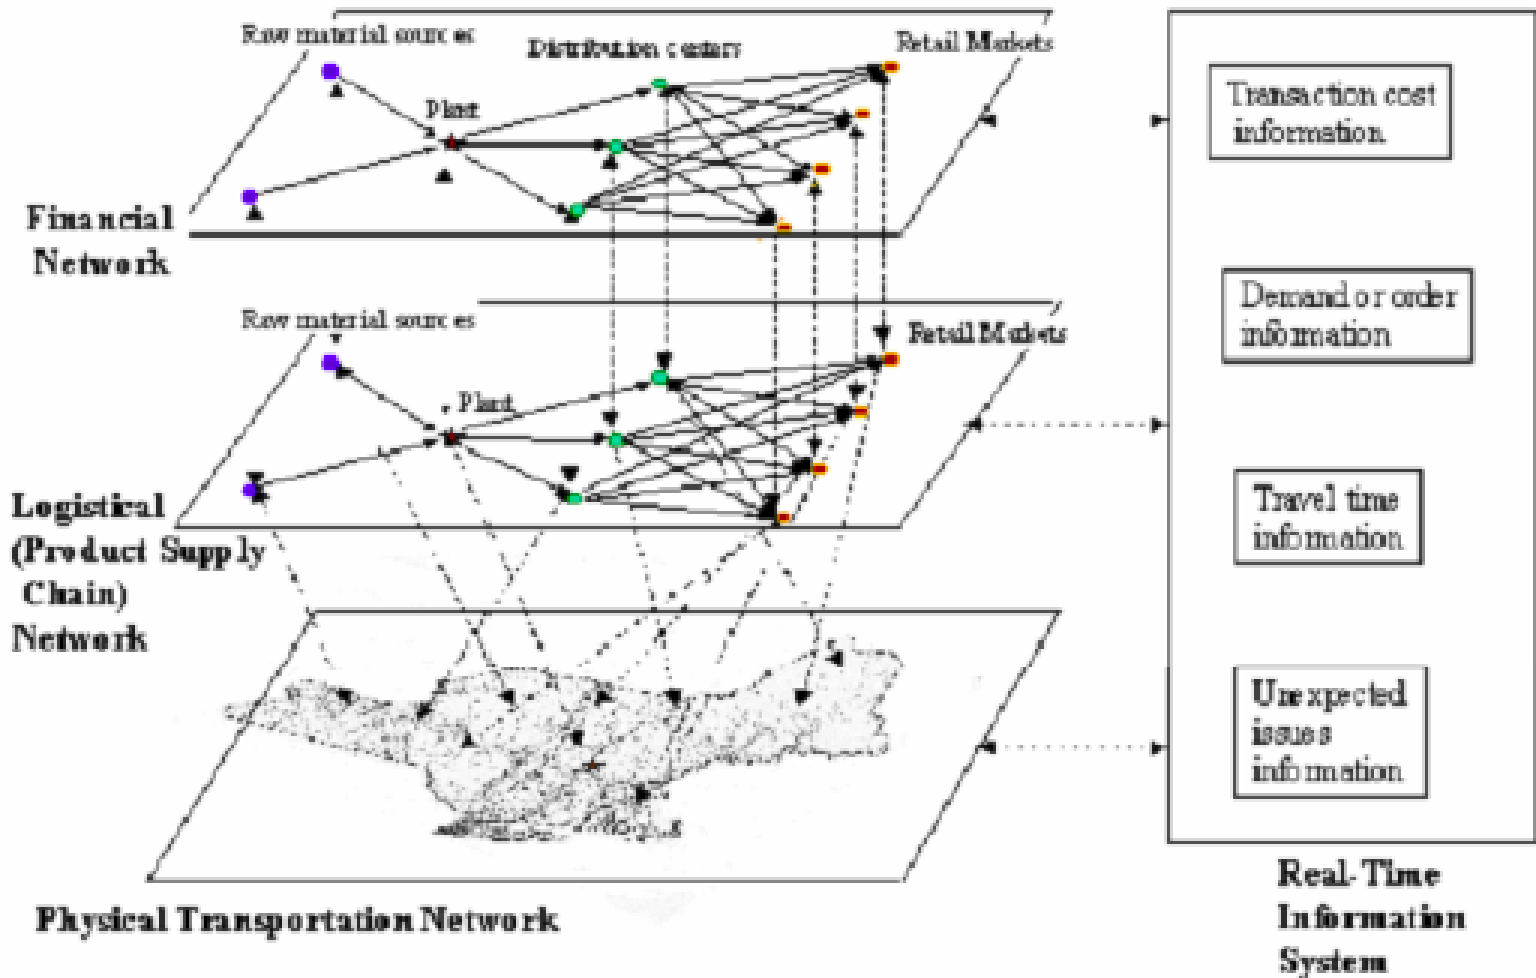 Raw material sources
Distribution centers
Retail Markets
Plant
Financial
Network
Raw material sources
Retail Markets
Plant
Logistical
(Product Supply
Chain)
Network
Physical Transportation Network
Transaction cost
information
Demand or order
information
Travel time
information
Unexpected
issues
information
Real-Time
Information
System